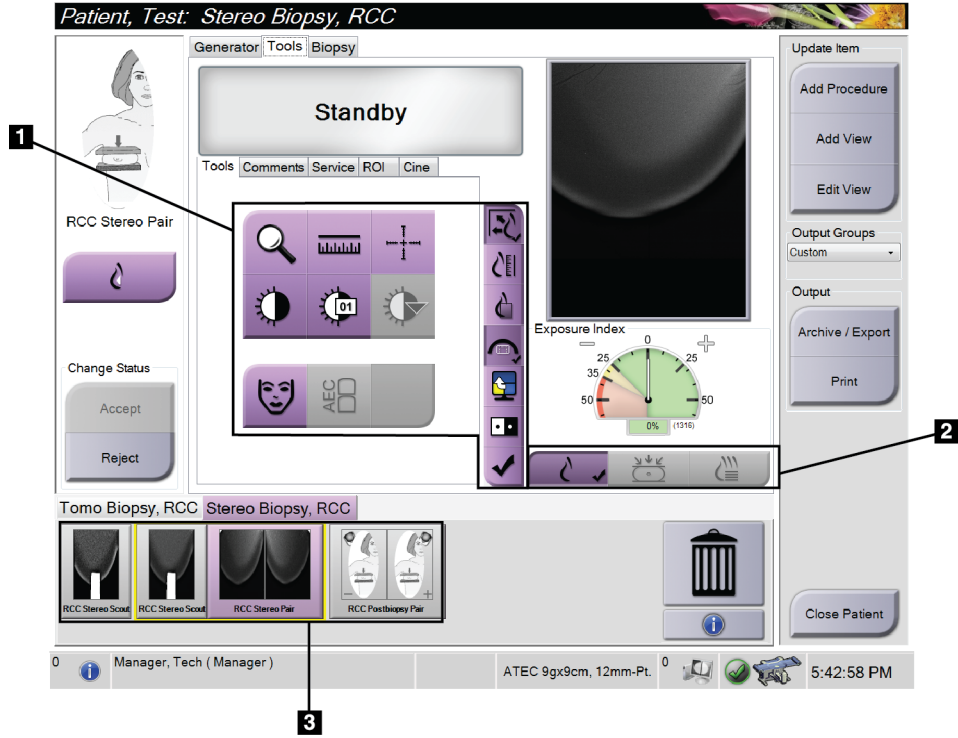 Patient, Test: Stereo Biopsy, RCC
Generator Tools Biopsy
Update Item
Add Procedure
Standby
1
Add View
Tools Comments Service ROI Cine
Edit View
RCC Stereo Pair
Output Groups
Custom
01
Output
Exposure Index
Archive / Export
0
25 25
35
50 50
0% (1316)
Change Status
Accept
AEC
Print
Reject
2
Tomo Biopsy, RCC Stereo Biopsy, RCC
RCC Stereo Scout
RCC Stereo Scout
RCC Stereo Pair
RCC Postbiopsy Pair
Close Patient
0 Manager, Tech ( Manager ) ATEC 9gx9cm, 12mm-Pt. 0 5:42:58 PM
3